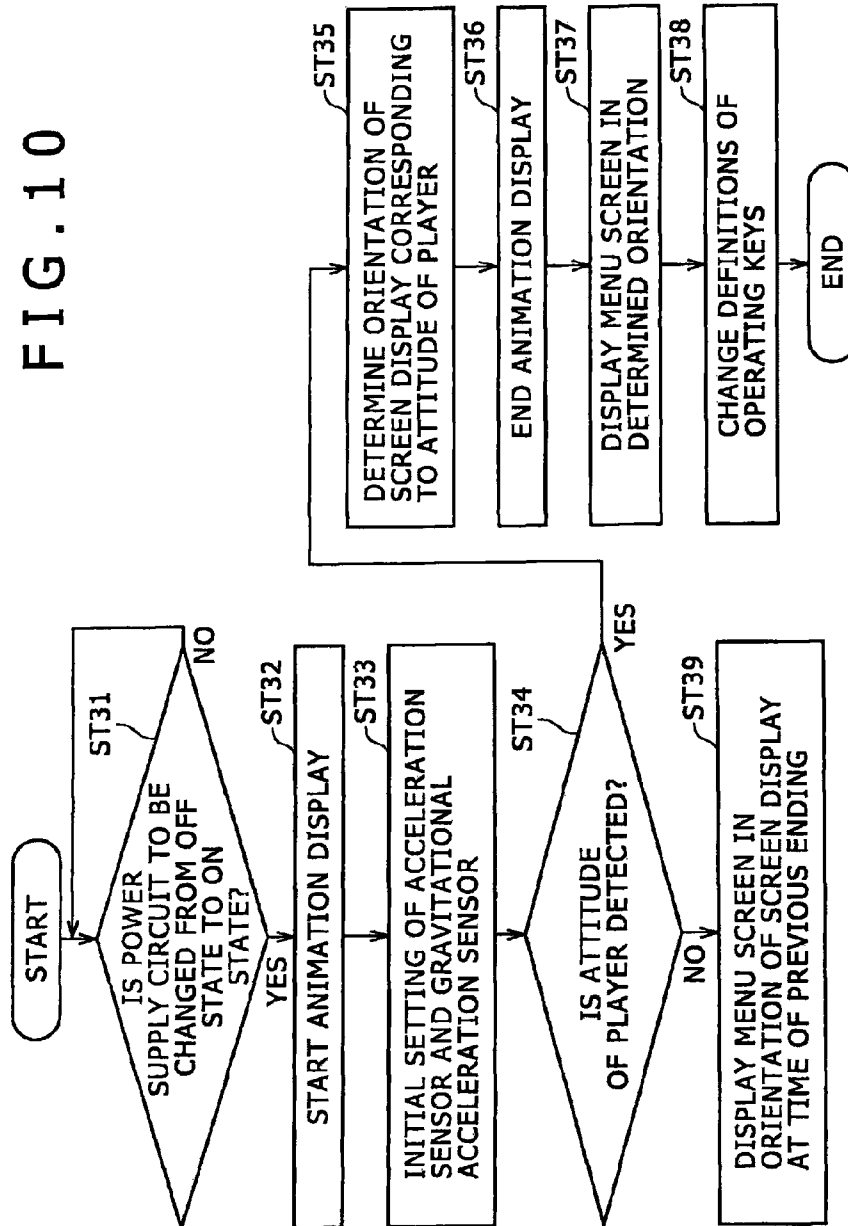 FIG.10
START
ST31
IS POWER
SUPPLY CIRCUIT TO BE
CHANGED FROM OFF
STATE TO ON
STATE?
NO
YES
ST32
START ANIMATION DISPLAY
ST33
INITIAL SETTING OF ACCELERATION
SENSOR AND GRAVITATIONAL
ACCELERATION SENSOR
ST34
IS ATTITUDE
OF PLAYER DETECTED?
YES
NO
ST39
DISPLAY MENU SCREEN IN
ORIENTATION OF SCREEN DISPLAY
AT TIME OF PREVIOUS ENDING
ST35
DETERMINE ORIENTATION OF
SCREEN DISPLAY CORRESPONDING
TO ATTITUDE OF PLAYER
ST36
END ANIMATION DISPLAY
ST37
DISPLAY MENU SCREEN IN
DETERMINED ORIENTATION
ST38
CHANGE DEFINITIONS OF
OPERATING KEYS
END